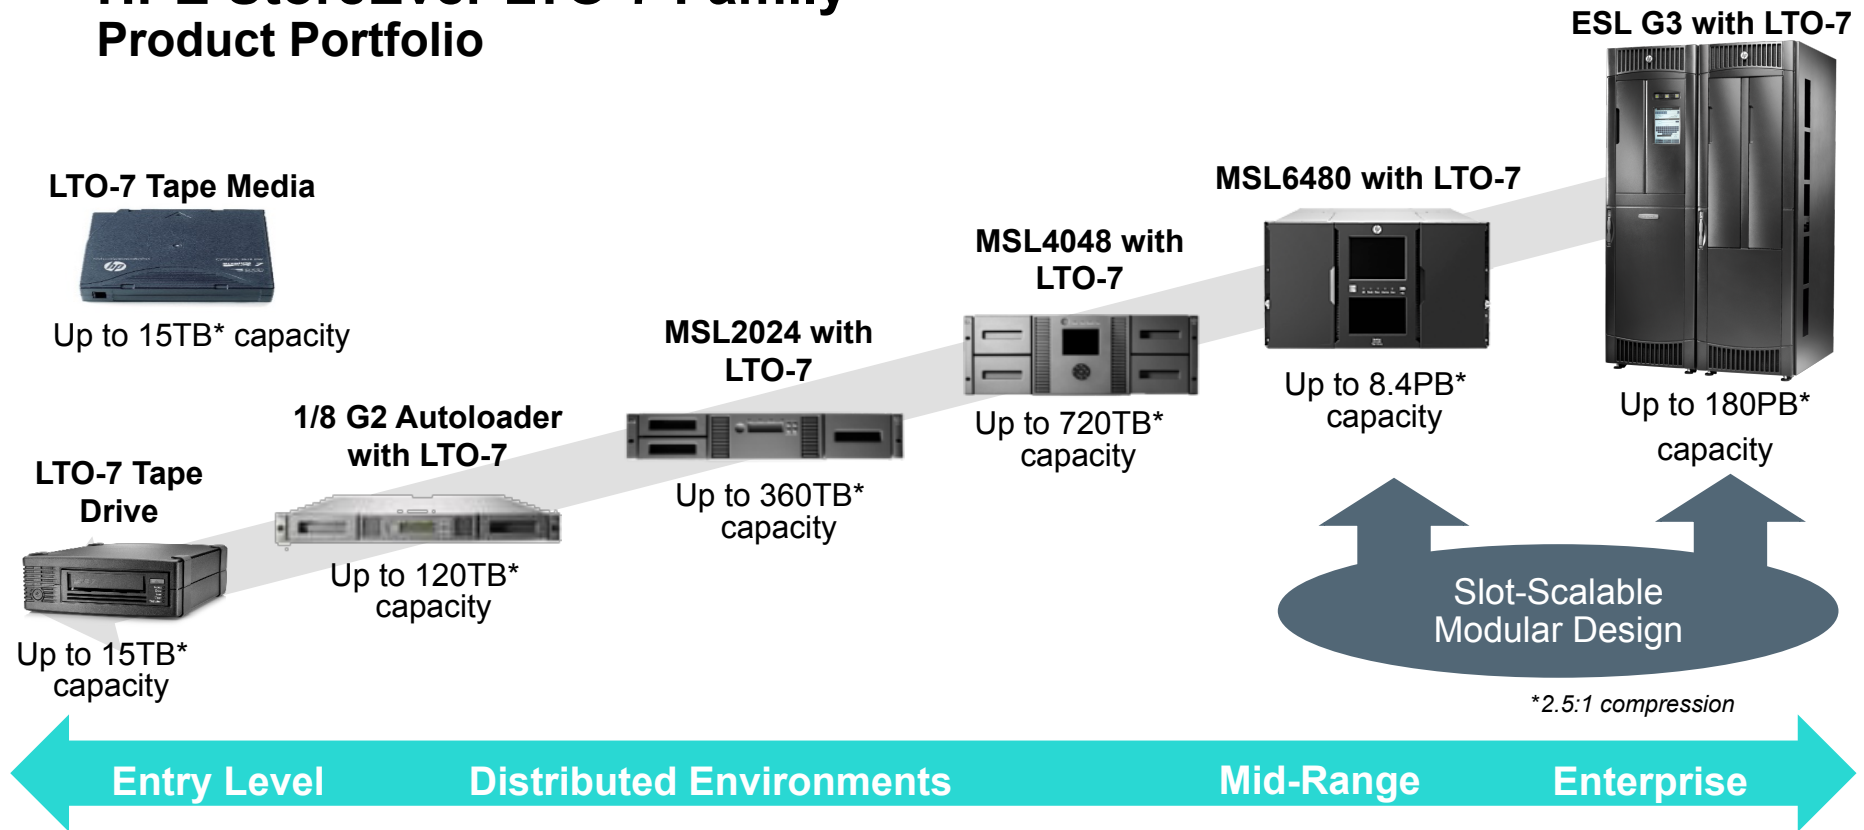 Product Portfolio
ESL G3 with LTO-7
LTO-7 Tape Media
Up to 15TB* capacity
MSL6480 with LTO-7
Up to 8.4PB*
capacity
Up to 180PB*
capacity
MSL4048 with
LTO-7
Up to 720TB*
capacity
MSL2024 with
LTO-7
Up to 360TB*
capacity
1/8 G2 Autoloader
with LTO-7
Up to 120TB*
capacity
LTO-7 Tape
Drive
Up to 15TB*
capacity
Slot-Scalable
Modular Design
*2.5:1 compression
Entry Level
Distributed Environments
Mid-Range
Enterprise